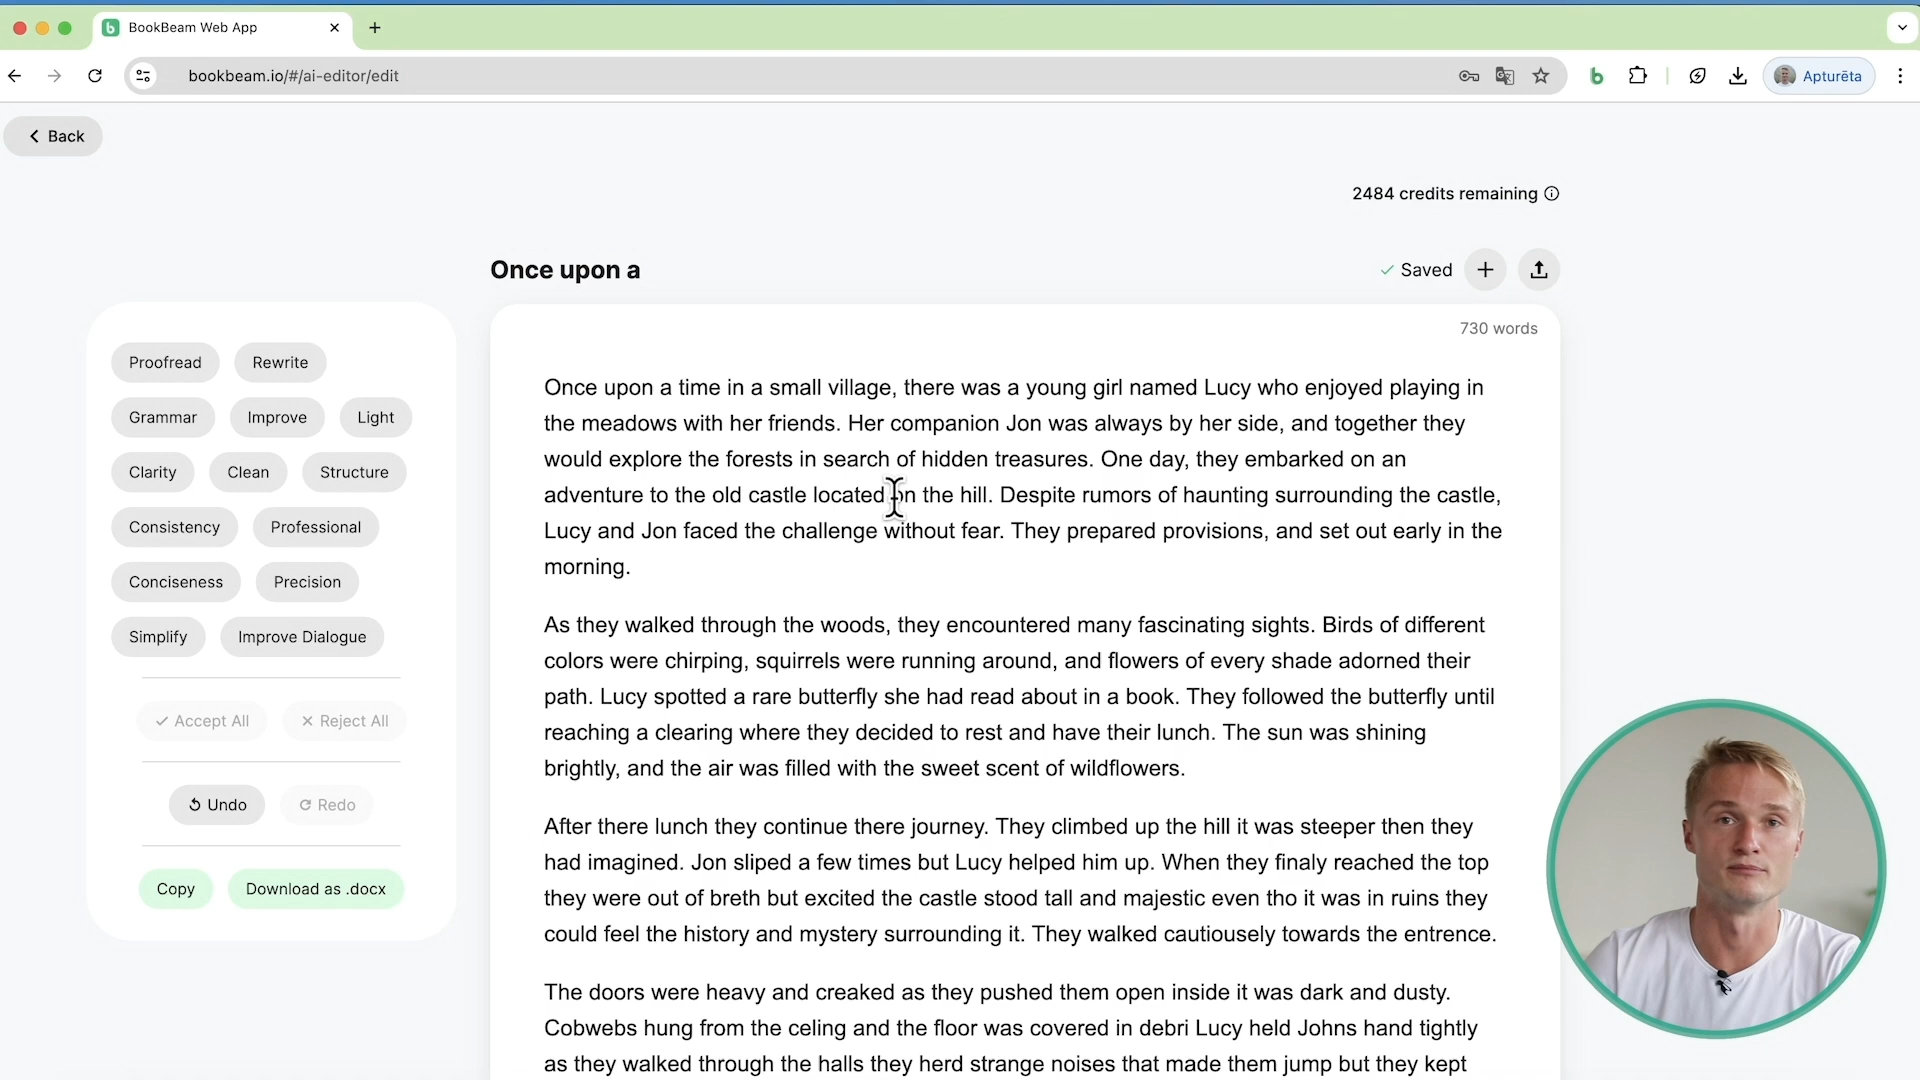 BookBeam Web App
bookbeam.io/#/ai-editor/edit
Apturēta
Back
2484 credits remaining
Once upon a
Saved
730 words
Proofread Rewrite
Grammar Improve Light
Clarity Clean Structure
Consistency Professional
Conciseness Precision
Simplify Improve Dialogue
Accept All Reject All
Undo Redo
Copy Download as .docx
Once upon a time in a small village, there was a young girl named Lucy who enjoyed playing in
the meadows with her friends. Her companion Jon was always by her side, and together they
would explore the forests in search of hidden treasures. One day, they embarked on an
adventure to the old castle located on the hill. Despite rumors of haunting surrounding the castle,
Lucy and Jon faced the challenge without fear. They prepared provisions, and set out early in the
morning.
As they walked through the woods, they encountered many fascinating sights. Birds of different
colors were chirping, squirrels were running around, and flowers of every shade adorned their
path. Lucy spotted a rare butterfly she had read about in a book. They followed the butterfly until
reaching a clearing where they decided to rest and have their lunch. The sun was shining
brightly, and the air was filled with the sweet scent of wildflowers.
After there lunch they continue there journey. They climbed up the hill it was steeper then they
had imagined. Jon sliped a few times but Lucy helped him up. When they finaly reached the top
they were out of breth but excited the castle stood tall and majestic even tho it was in ruins they
could feel the history and mystery surrounding it. They walked cautiousely towards the entrence.
The doors were heavy and creaked as they pushed them open inside it was dark and dusty.
Cobwebs hung from the celing and the floor was covered in debri Lucy held Johns hand tightly
as they walked through the halls they herd strange noises that made them jump but they kept